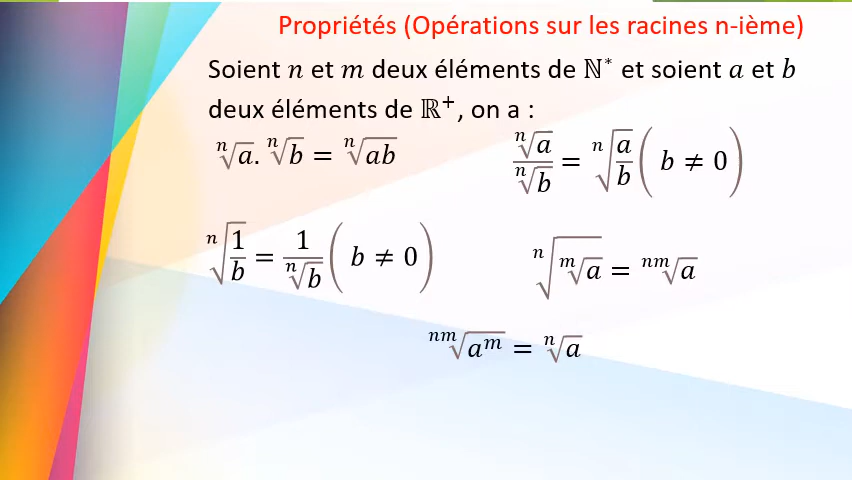 Propriétés (Opérations sur les racines n-ième)
Soient n et m deux éléments de ℕ* et soient a et b
deux éléments de ℝ⁺, on a :
ⁿ√a . ⁿ√b = ⁿ√(ab)
ⁿ√a / ⁿ√b = ⁿ√(a/b) ( b ≠ 0)
ⁿ√(1/b) = 1/ⁿ√b ( b ≠ 0)
ⁿ√(ᵐ√a) = ⁿᵐ√a
ⁿᵐ√(aᵐ) = ⁿ√a